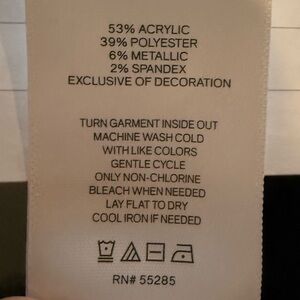 53% ACRYLIC
39% POLYESTER
6% METALLIC
2% SPANDEX
EXCLUSIVE OF DECORATION
TURN GARMENT INSIDE OUT
MACHINE WASH COLD
WITH LIKE COLORS
GENTLE CYCLE
ONLY NON-CHLORINE
BLEACH WHEN NEEDED
LAY FLAT TO DRY
COOL IRON IF NEEDED
RN# 55285